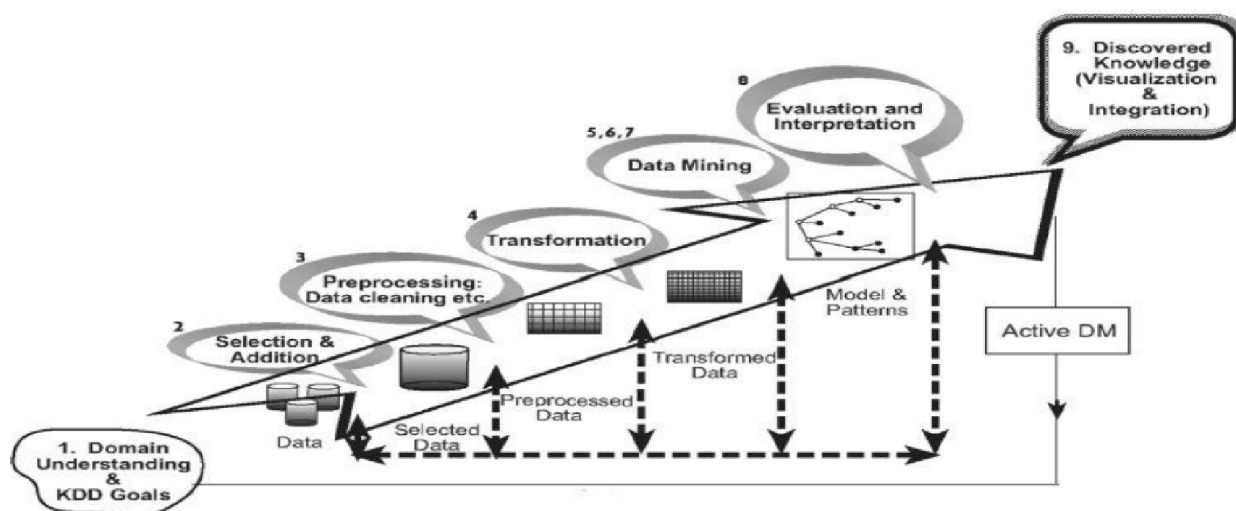 9. Discovered
Knowledge
(Visualization
&
Integration)
8
Evaluation and
Interpretation
5,6,7
Data Mining
4
Transformation
3
Preprocessing:
Data cleaning etc.
2
Selection &
Addition
1. Domain
Understanding
&
KDD Goals
Data
Selected
Data
Preprocessed
Data
Transformed
Data
Model &
Patterns
Active DM